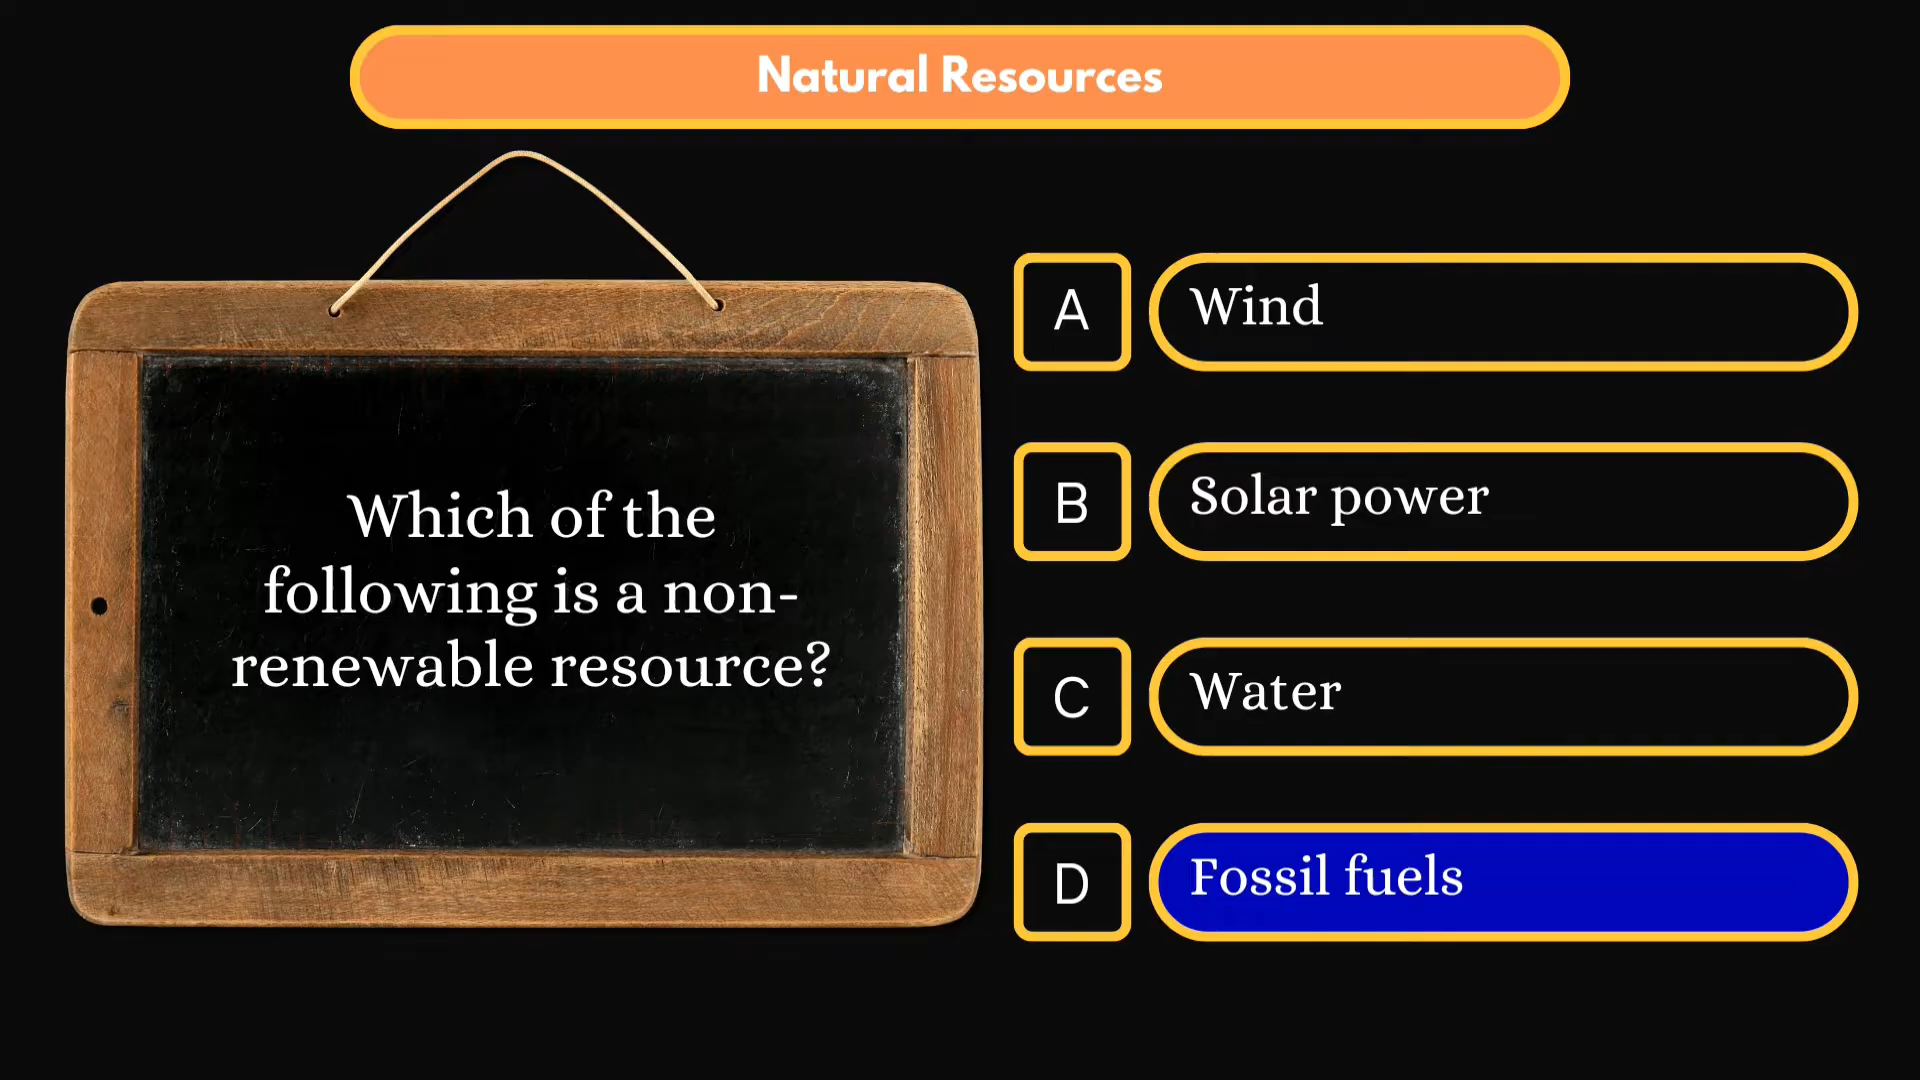 Natural Resources
Which of the
following is a non-
renewable resource?
A Wind
B Solar power
C Water
D Fossil fuels